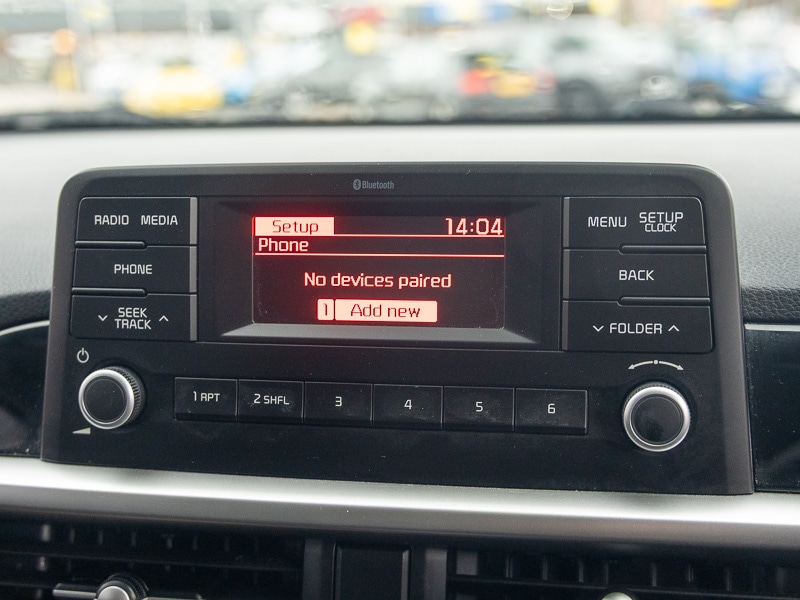 Bluetooth
RADIO MEDIA
PHONE
SEEK
TRACK
Setup 14:04
Phone
No devices paired
1 Add new
MENU SETUP
CLOCK
BACK
FOLDER
1 RPT 2 SHFL 3 4 5 6